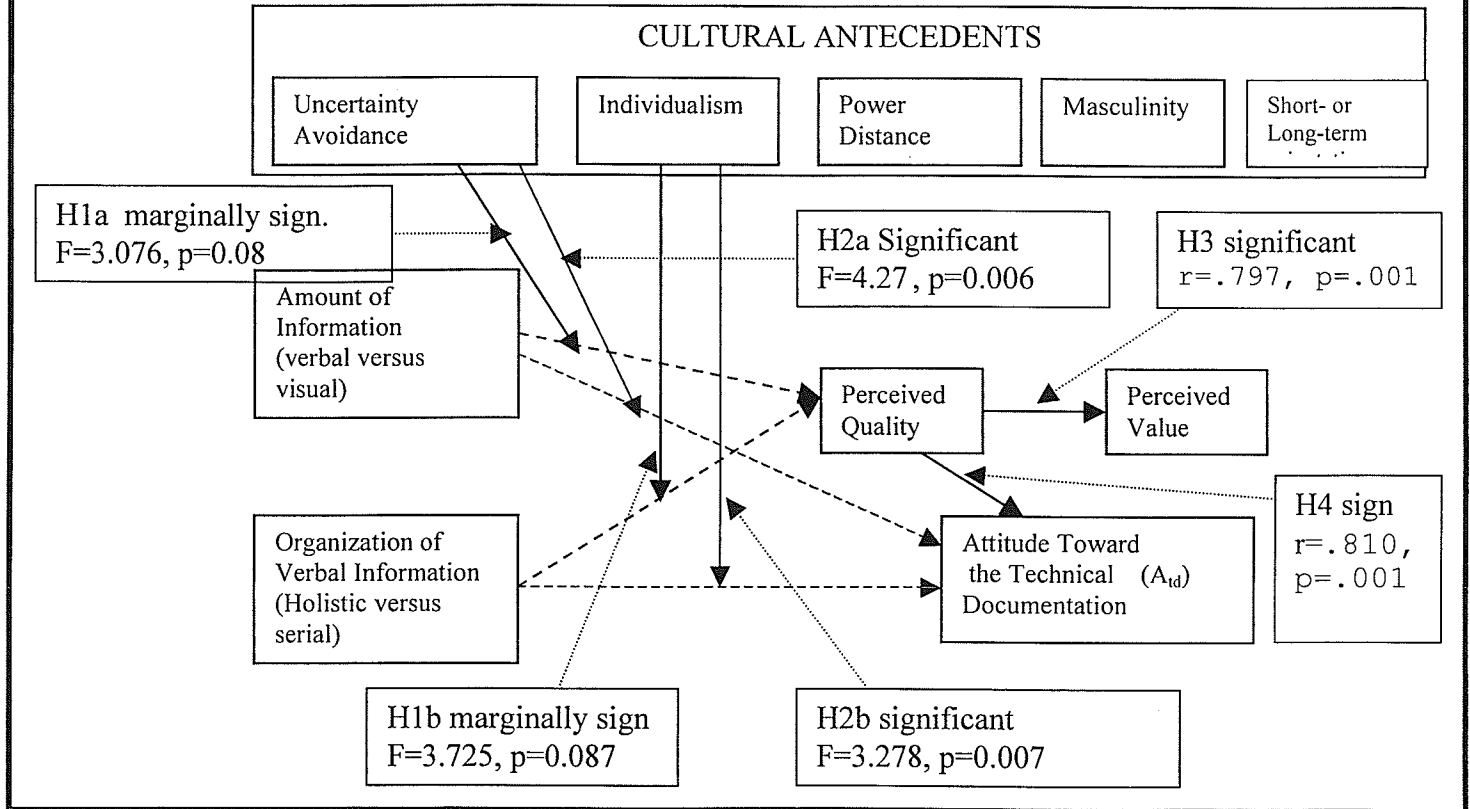 CULTURAL ANTECEDENTS
Uncertainty
Avoidance
Individualism
Power
Distance
Masculinity
Short- or
Long-term
H1a marginally sign.
F=3.076, p=0.08
H2a Significant
F=4.27, p=0.006
H3 significant
r=.797, p=.001
Amount of
Information
(verbal versus
visual)
Perceived
Quality
Perceived
Value
Organization of
Verbal Information
(Holistic versus
serial)
Attitude Toward
the Technical (Atd)
Documentation
H4 sign
r=.810,
p=.001
H1b marginally sign
F=3.725, p=0.087
H2b significant
F=3.278, p=0.007